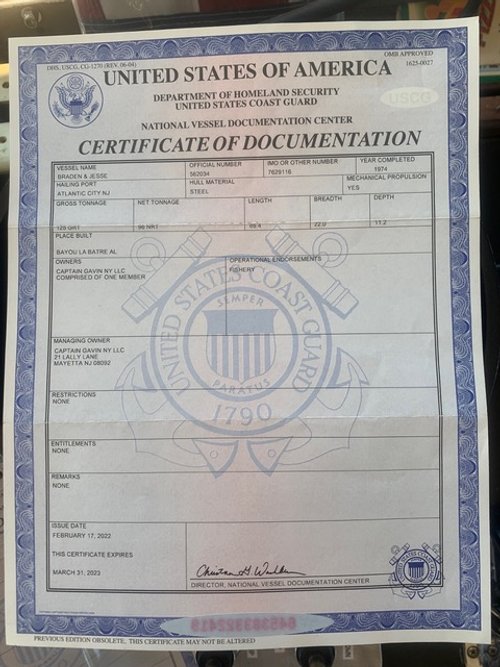 DHS, USCG, CG-1270 (REV. 06-04)
OMB APPROVED
1625-0027
UNITED STATES OF AMERICA
DEPARTMENT OF HOMELAND SECURITY
UNITED STATES COAST GUARD
USCG
NATIONAL VESSEL DOCUMENTATION CENTER
CERTIFICATE OF DOCUMENTATION
VESSEL NAME OFFICIAL NUMBER IMO OR OTHER NUMBER YEAR COMPLETED
BRADEN & JESSE 562034 7629116 1974
HAILING PORT HULL MATERIAL MECHANICAL PROPULSION
ATLANTIC CITY NJ STEEL YES
GROSS TONNAGE NET TONNAGE LENGTH BREADTH DEPTH
126 GRT 98 NRT 69.4 22.0 11.2
PLACE BUILT
BAYOU LA BATRE AL
OWNERS OPERATIONAL ENDORSEMENTS
CAPTAIN GAVIN NY LLC FISHERY
COMPRISED OF ONE MEMBER
UNITED STATES COAST GUARD
SEMPER
PARATUS
1790
MANAGING OWNER
CAPTAIN GAVIN NY LLC
21 LALLY LANE
MAYETTA NJ 08092
RESTRICTIONS
NONE
ENTITLEMENTS
NONE
REMARKS
NONE
ISSUE DATE
FEBRUARY 17, 2022
THIS CERTIFICATE EXPIRES
MARCH 31, 2023
DIRECTOR, NATIONAL VESSEL DOCUMENTATION CENTER
PREVIOUS EDITION OBSOLETE, THIS CERTIFICATE MAY NOT BE ALTERED